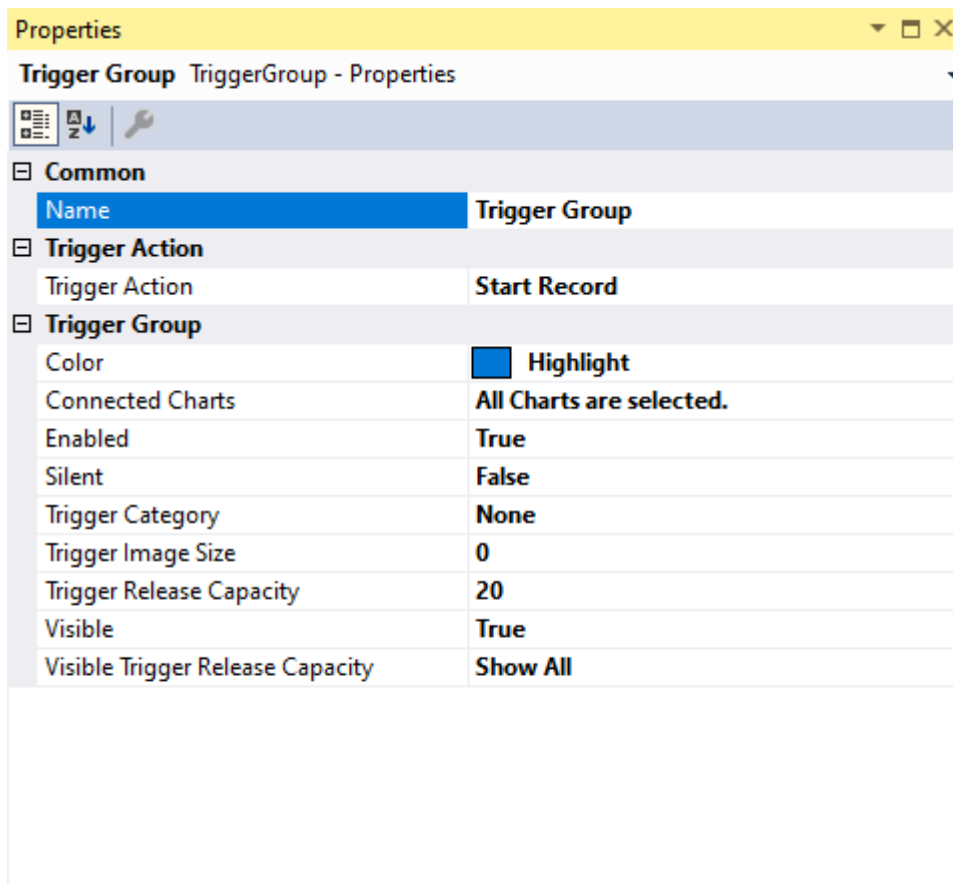 Properties
Trigger Group TriggerGroup - Properties
Common
Name Trigger Group
Trigger Action
Trigger Action Start Record
Trigger Group
Color Highlight
Connected Charts All Charts are selected.
Enabled True
Silent False
Trigger Category None
Trigger Image Size 0
Trigger Release Capacity 20
Visible True
Visible Trigger Release Capacity Show All